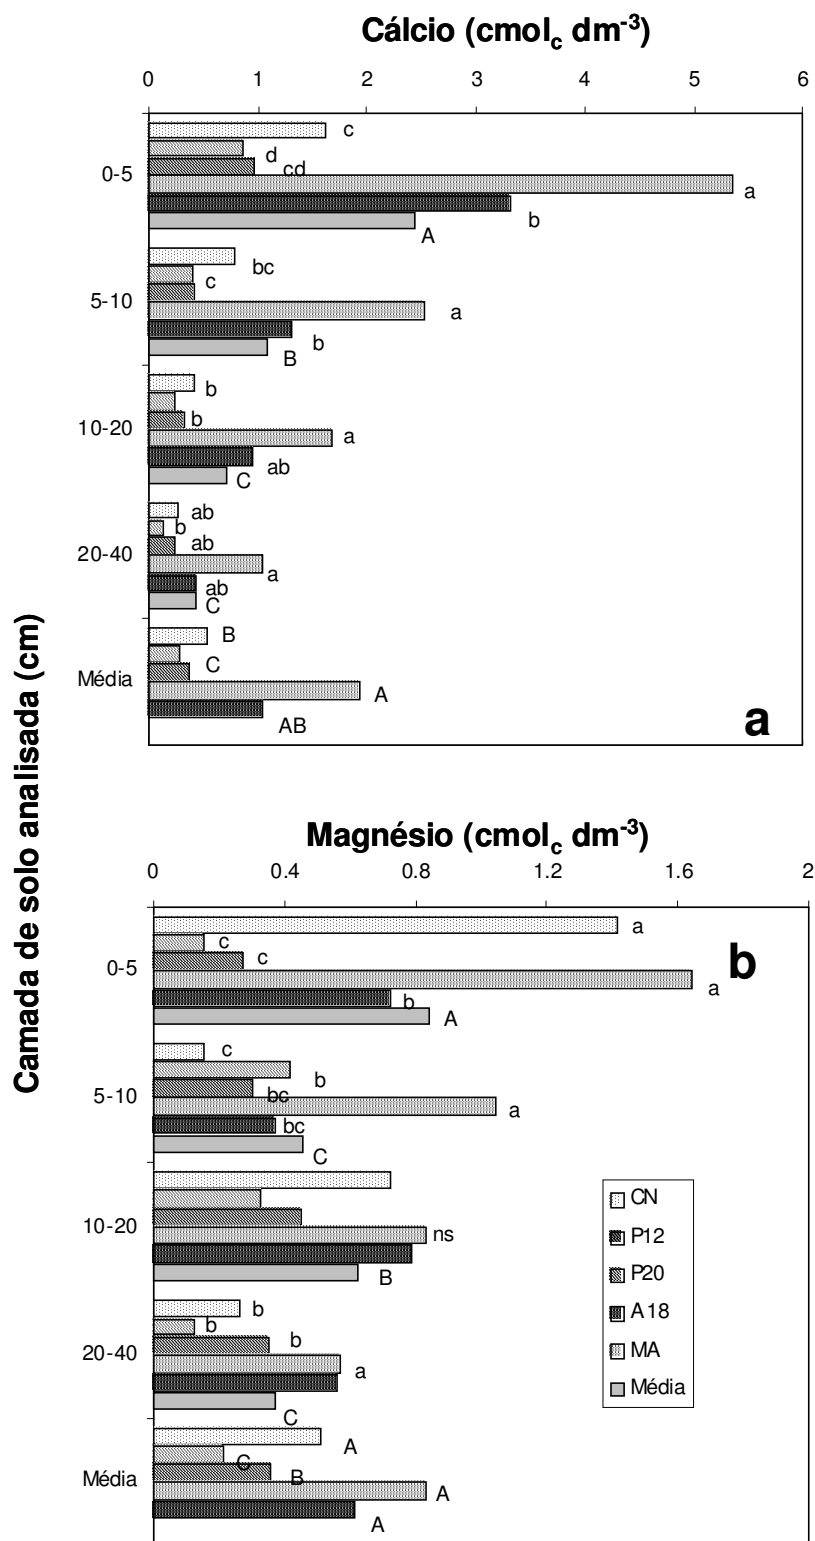 Cálcio (cmolc dm-3)
0 1 2 3 4 5 6
c
d
0-5 cd
a
b
A
bc
c
5-10 a
b
B
b
b
10-20 a
ab
C
ab
b
ab
20-40
a
ab
C
B
C
Média
A
AB
a
Camada de solo analisada (cm)
Magnésio (cmolc dm-3)
0 0.4 0.8 1.2 1.6 2
a
c
c b
0-5
a
b
A
c
b
5-10 bc
a
bc
C
10-20 ns
B
b
b
b
20-40
a
C
A
C
Média B
A
A
CN
P12
P20
A18
MA
Média